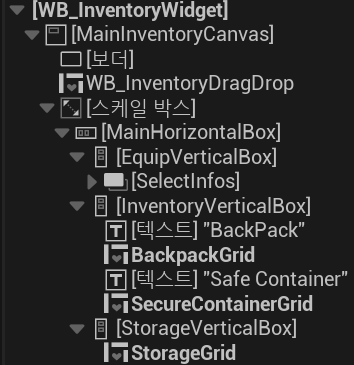 [WB_InventoryWidget]
[MainInventoryCanvas]
[보더]
WB_InventoryDragDrop
[스케일 박스]
[MainHorizontalBox]
[EquipVerticalBox]
[SelectInfos]
[InventoryVerticalBox]
[텍스트] "BackPack"
BackpackGrid
[텍스트] "Safe Container"
SecureContainerGrid
[StorageVerticalBox]
StorageGrid